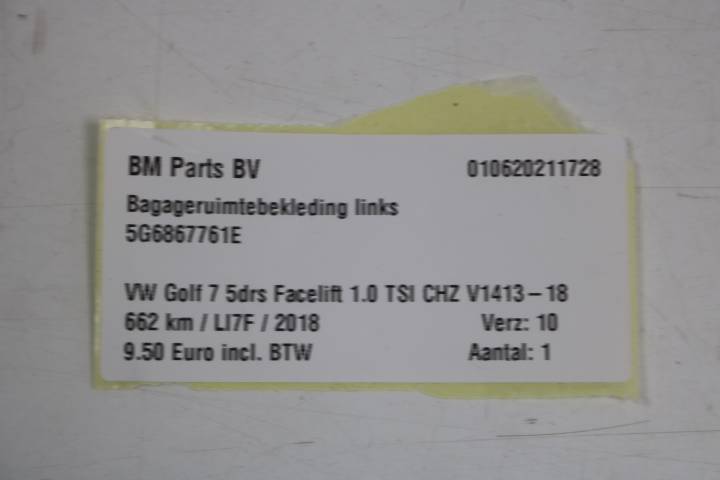 BM Parts BV 010620211728
Bagageruimtebekleding links
5G6867761E
VW Golf 7 5drs Facelift 1.0 TSI CHZ V1413-18
662 km / LI7F / 2018 Verz: 10
9.50 Euro incl. BTW Aantal: 1